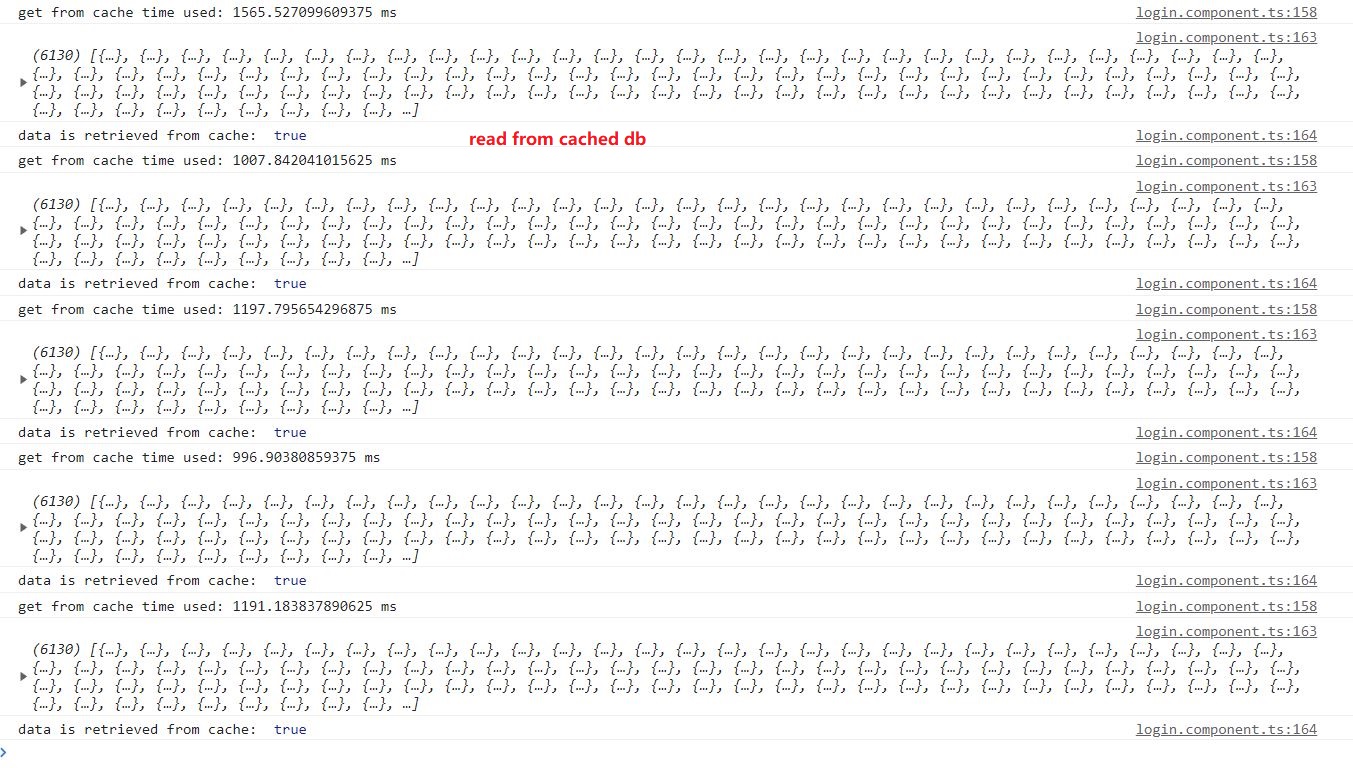 get from cache time used: 1565.527099609375 ms login.component.ts:158
login.component.ts:163
(6130) [{…}, {…}, {…}, {…}, {…}, {…}, {…}, {…}, {…}, {…}, {…}, {…}, {…}, {…}, {…}, {…}, {…}, {…}, {…}, {…}, {…}, {…}, {…}, {…}, {…}, {…}, {…}, {…}, {…},
{…}, {…}, {…}, {…}, {…}, {…}, {…}, {…}, {…}, {…}, {…}, {…}, {…}, {…}, {…}, {…}, {…}, {…}, {…}, {…}, {…}, {…}, {…}, {…}, {…}, {…}, {…}, {…}, {…}, {…}, {…},
{…}, {…}, {…}, {…}, {…}, {…}, {…}, {…}, {…}, {…}, {…}, {…}, {…}, {…}, {…}, {…}, {…}, {…}, {…}, {…}, {…}, {…}, {…}, {…}, {…}, {…}, {…}, {…}, {…}, {…}, {…},
{…}, {…}, {…}, {…}, {…}, {…}, {…}, {…}, {…}, …]
data is retrieved from cache: true login.component.ts:164
read from cached db
get from cache time used: 1007.842041015625 ms login.component.ts:158
login.component.ts:163
(6130) [{…}, {…}, {…}, {…}, {…}, {…}, {…}, {…}, {…}, {…}, {…}, {…}, {…}, {…}, {…}, {…}, {…}, {…}, {…}, {…}, {…}, {…}, {…}, {…}, {…}, {…}, {…}, {…}, {…},
{…}, {…}, {…}, {…}, {…}, {…}, {…}, {…}, {…}, {…}, {…}, {…}, {…}, {…}, {…}, {…}, {…}, {…}, {…}, {…}, {…}, {…}, {…}, {…}, {…}, {…}, {…}, {…}, {…}, {…}, {…},
{…}, {…}, {…}, {…}, {…}, {…}, {…}, {…}, {…}, {…}, {…}, {…}, {…}, {…}, {…}, {…}, {…}, {…}, {…}, {…}, {…}, {…}, {…}, {…}, {…}, {…}, {…}, {…}, {…}, {…}, {…},
{…}, {…}, {…}, {…}, {…}, {…}, {…}, {…}, {…}, …]
data is retrieved from cache: true login.component.ts:164
get from cache time used: 1197.795654296875 ms login.component.ts:158
login.component.ts:163
(6130) [{…}, {…}, {…}, {…}, {…}, {…}, {…}, {…}, {…}, {…}, {…}, {…}, {…}, {…}, {…}, {…}, {…}, {…}, {…}, {…}, {…}, {…}, {…}, {…}, {…}, {…}, {…}, {…}, {…},
{…}, {…}, {…}, {…}, {…}, {…}, {…}, {…}, {…}, {…}, {…}, {…}, {…}, {…}, {…}, {…}, {…}, {…}, {…}, {…}, {…}, {…}, {…}, {…}, {…}, {…}, {…}, {…}, {…}, {…}, {…},
{…}, {…}, {…}, {…}, {…}, {…}, {…}, {…}, {…}, {…}, {…}, {…}, {…}, {…}, {…}, {…}, {…}, {…}, {…}, {…}, {…}, {…}, {…}, {…}, {…}, {…}, {…}, {…}, {…}, {…}, {…},
{…}, {…}, {…}, {…}, {…}, {…}, {…}, {…}, {…}, …]
data is retrieved from cache: true login.component.ts:164
get from cache time used: 996.90380859375 ms login.component.ts:158
login.component.ts:163
(6130) [{…}, {…}, {…}, {…}, {…}, {…}, {…}, {…}, {…}, {…}, {…}, {…}, {…}, {…}, {…}, {…}, {…}, {…}, {…}, {…}, {…}, {…}, {…}, {…}, {…}, {…}, {…}, {…}, {…},
{…}, {…}, {…}, {…}, {…}, {…}, {…}, {…}, {…}, {…}, {…}, {…}, {…}, {…}, {…}, {…}, {…}, {…}, {…}, {…}, {…}, {…}, {…}, {…}, {…}, {…}, {…}, {…}, {…}, {…}, {…},
{…}, {…}, {…}, {…}, {…}, {…}, {…}, {…}, {…}, {…}, {…}, {…}, {…}, {…}, {…}, {…}, {…}, {…}, {…}, {…}, {…}, {…}, {…}, {…}, {…}, {…}, {…}, {…}, {…}, {…}, {…},
{…}, {…}, {…}, {…}, {…}, {…}, {…}, {…}, {…}, …]
data is retrieved from cache: true login.component.ts:164
get from cache time used: 1191.183837890625 ms login.component.ts:158
login.component.ts:163
(6130) [{…}, {…}, {…}, {…}, {…}, {…}, {…}, {…}, {…}, {…}, {…}, {…}, {…}, {…}, {…}, {…}, {…}, {…}, {…}, {…}, {…}, {…}, {…}, {…}, {…}, {…}, {…}, {…}, {…},
{…}, {…}, {…}, {…}, {…}, {…}, {…}, {…}, {…}, {…}, {…}, {…}, {…}, {…}, {…}, {…}, {…}, {…}, {…}, {…}, {…}, {…}, {…}, {…}, {…}, {…}, {…}, {…}, {…}, {…}, {…},
{…}, {…}, {…}, {…}, {…}, {…}, {…}, {…}, {…}, {…}, {…}, {…}, {…}, {…}, {…}, {…}, {…}, {…}, {…}, {…}, {…}, {…}, {…}, {…}, {…}, {…}, {…}, {…}, {…}, {…}, {…},
{…}, {…}, {…}, {…}, {…}, {…}, {…}, {…}, {…}, …]
data is retrieved from cache: true login.component.ts:164